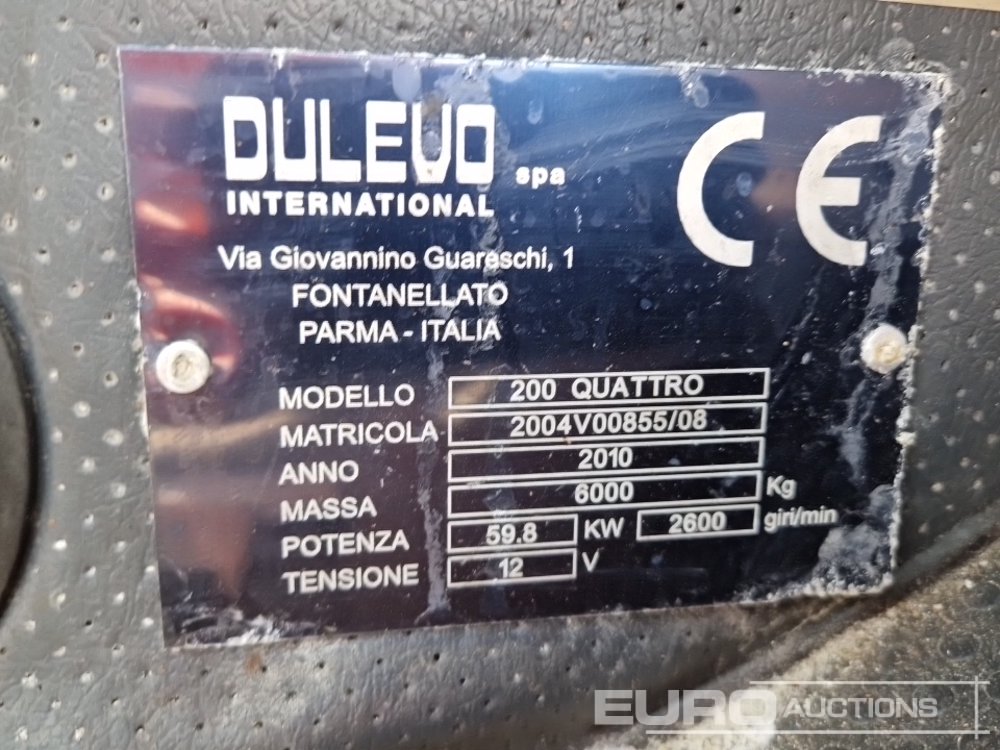 DULEVO spa
INTERNATIONAL
CE
Via Giovannino Guareschi, 1
FONTANELLATO
PARMA - ITALIA
MODELLO 200 QUATTRO
MATRICOLA 2004V00855/08
ANNO 2010
MASSA 6000 Kg
POTENZA 59.8 KW 2600 giri/min
TENSIONE 12 V
EURO AUCTIONS